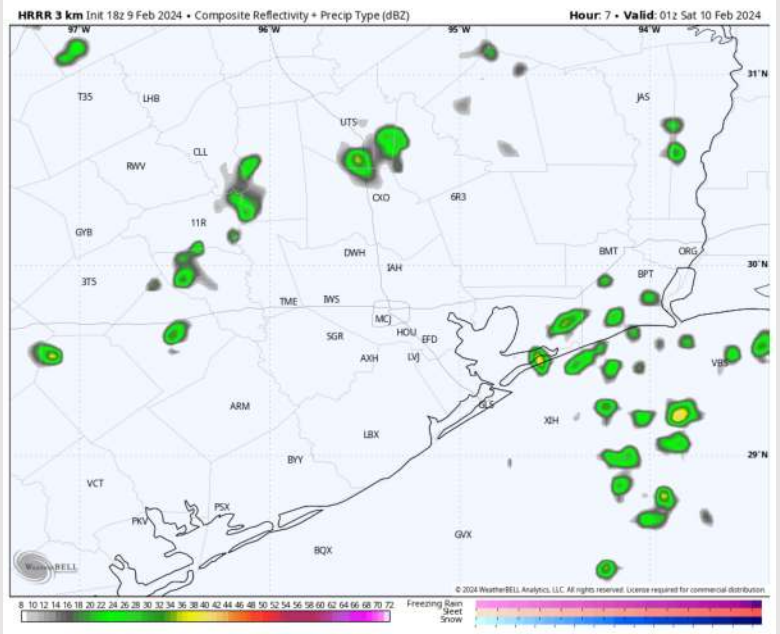 HRRR 3 km Init 18z 9 Feb 2024 • Composite Reflectivity + Precip Type (dBZ)
Hour: 7 • Valid: 01z Sat 10 Feb 2024
97°W 96°W 95°W 94°W
31°N
T35 LHB JAS
UTS
CLL
RWV
CXO 6R3
11R
GYB
DWH BMT ORG
IAH 30°N
3T5 BPT
TME IWS
MCJ
SGR HOU EFD
AXH LVJ VBS
ARM GLS
XIH
LBX
BYY 29°N
VCT
PSX
PKV
GVX
BQX
WEATHERBELL
© 2024 WeatherBELL Analytics, LLC. All rights reserved. License required for commercial distribution.
8 10 12 14 16 18 20 22 24 26 28 30 32 34 36 38 40 42 44 46 48 50 52 54 56 58 60 62 64 66 68 70 72
Freezing Rain
Sleet
Snow